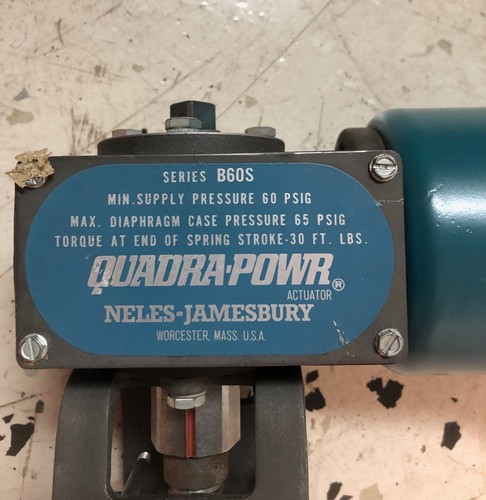 SERIES B60S
MIN. SUPPLY PRESSURE 60 PSIG
MAX. DIAPHRAGM CASE PRESSURE 65 PSIG
TORQUE AT END OF SPRING STROKE-30 FT. LBS.
QUADRA-POWR®
ACTUATOR
NELES-JAMESBURY
WORCESTER, MASS. U.S.A.